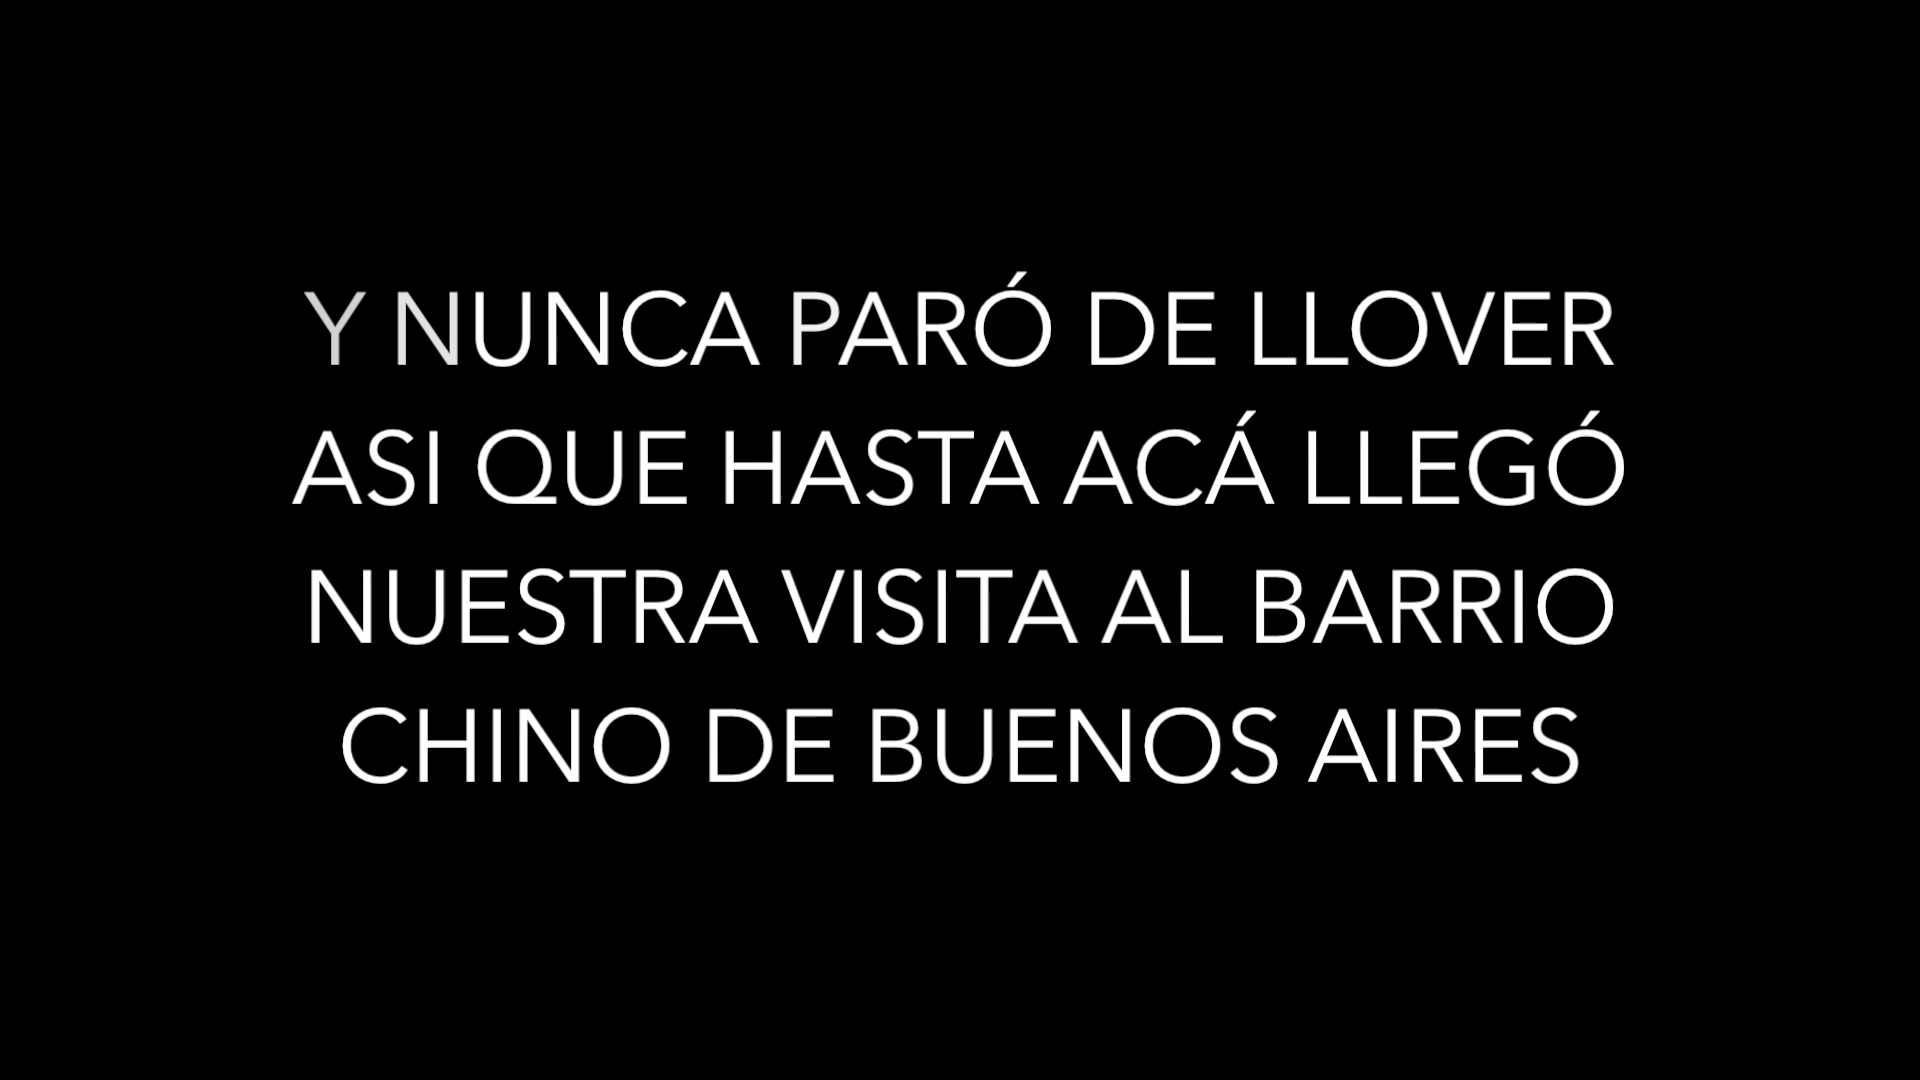 Y NUNCA PARÓ DE LLOVER
ASI QUE HASTA ACÁ LLEGÓ
NUESTRA VISITA AL BARRIO
CHINO DE BUENOS AIRES